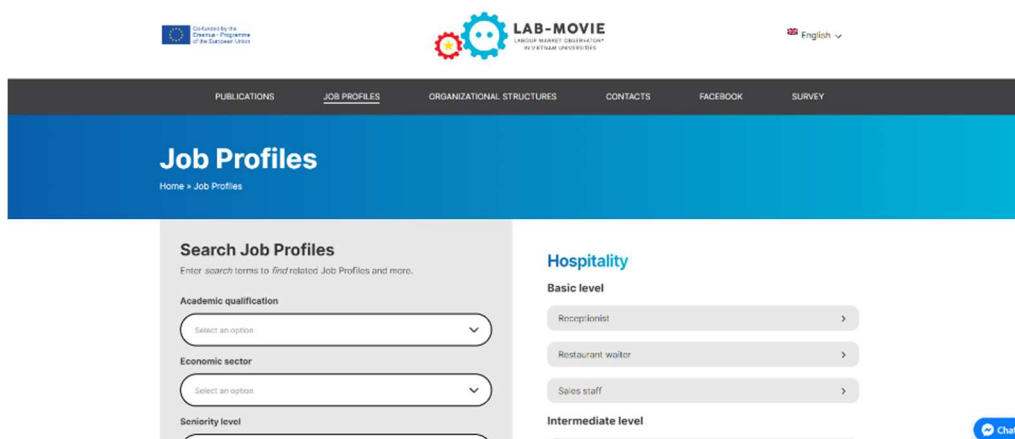 Co-funded by the
Erasmus+ Programme
of the European Union
LAB-MOVIE
LABOUR MARKET OBSERVATORY
IN VIETNAM UNIVERSITIES
English
PUBLICATIONS
JOB PROFILES
ORGANIZATIONAL STRUCTURES
CONTACTS
FACEBOOK
SURVEY
Job Profiles
Home » Job Profiles
Search Job Profiles
Enter search terms to find related Job Profiles and more.
Academic qualification
Select an option
Economic sector
Select an option
Seniority level
Hospitality
Basic level
Receptionist
Restaurant waiter
Sales staff
Intermediate level
Chat